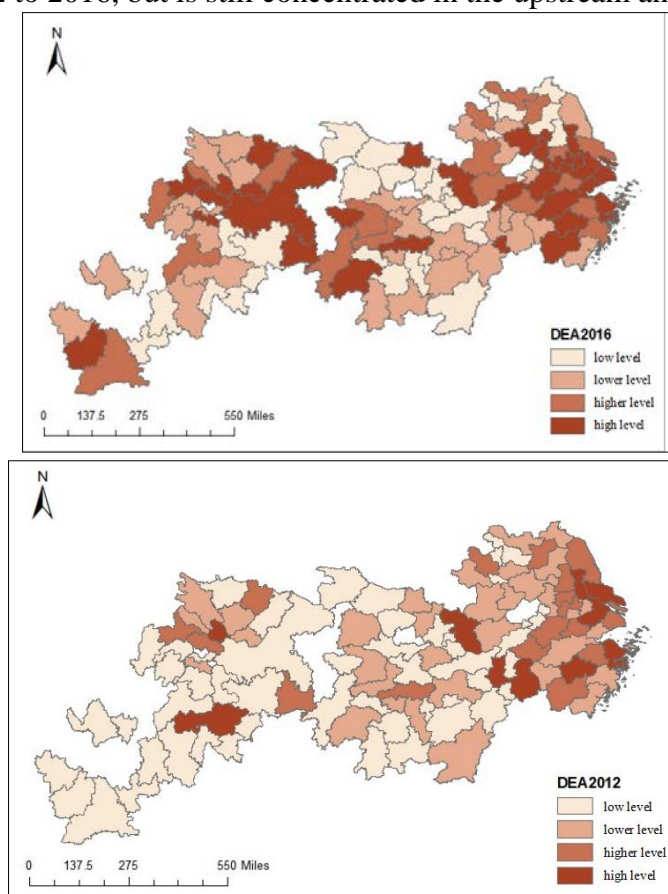 to 2016, but is still concentrated in the upstream an
N
DEA2016
low level
lower level
higher level
high level
0 137.5 275 550 Miles
N
DEA2012
low level
lower level
higher level
high level
0 137.5 275 550 Miles